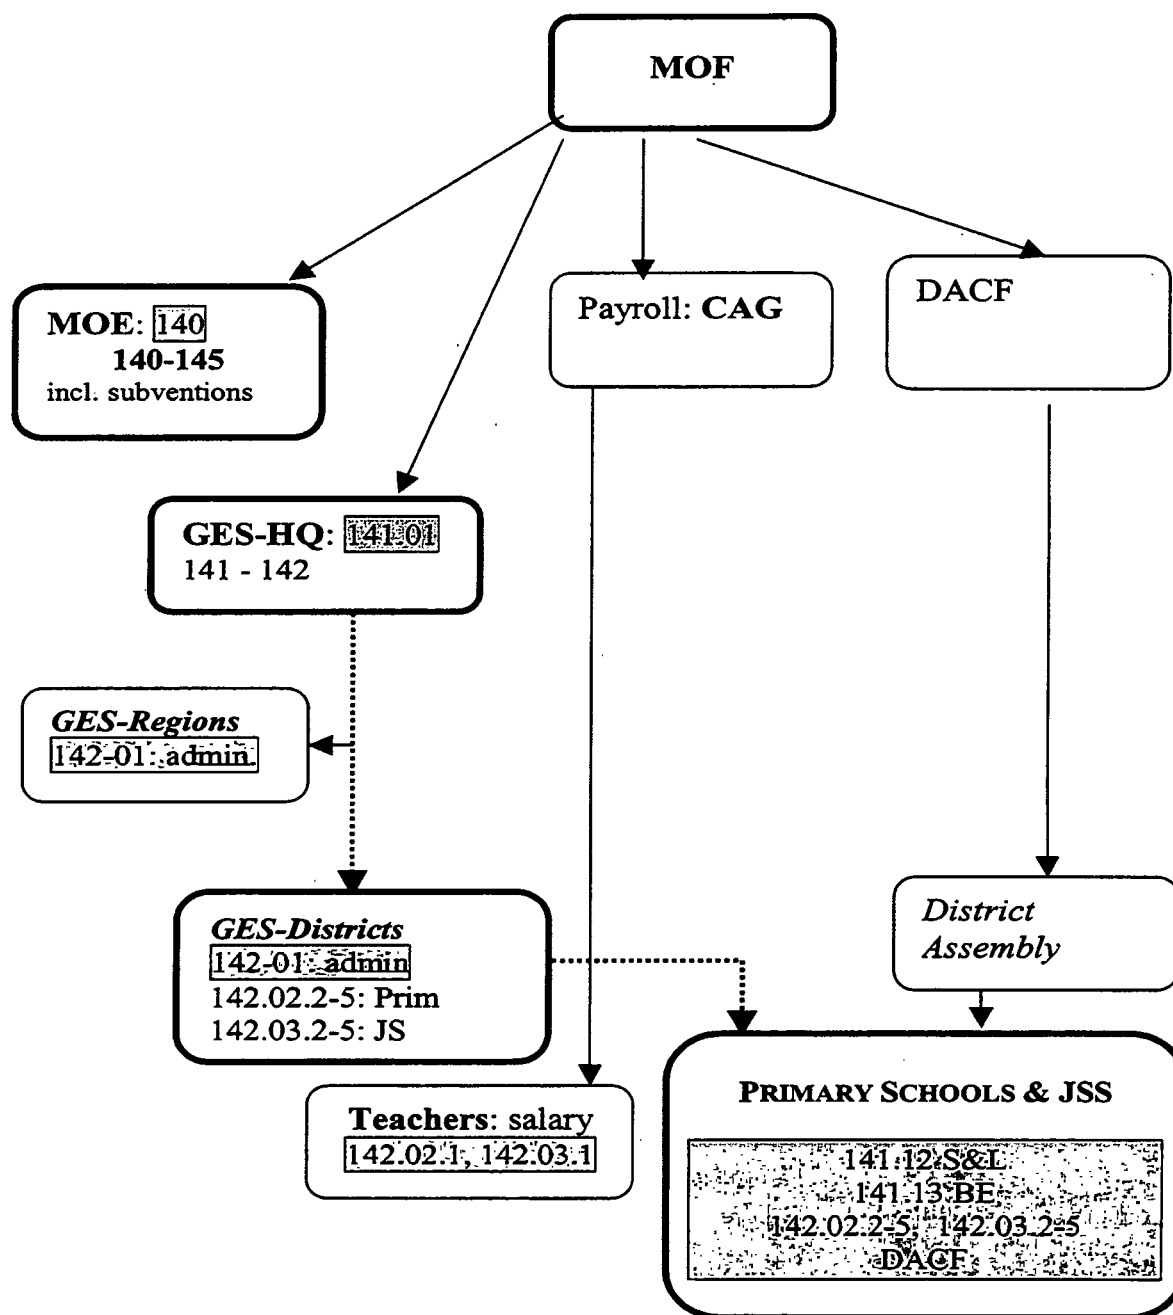 MOF
MOE: 140
140-145
incl. subventions
Payroll: CAG
DACF
GES-HQ: 141.01
141 - 142
GES-Regions
142-01: admin.
GES-Districts
142-01: admin
142.02.2-5: Prim
142.03.2-5: JS
District
Assembly
Teachers: salary
142.02.1, 142.03.1
PRIMARY SCHOOLS & JSS
141.12 S&L
141.13 BE
142.02.2-5, 142.03.2-5
DACF